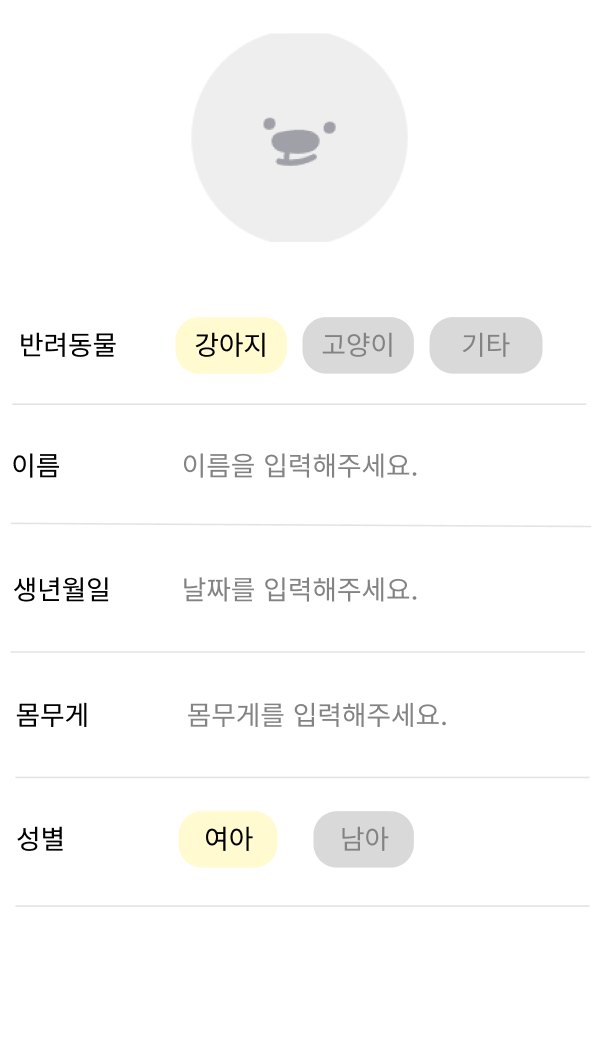 반려동물 강아지 고양이 기타
이름 이름을 입력해주세요.
생년월일 날짜를 입력해주세요.
몸무게 몸무게를 입력해주세요.
성별 여아 남아